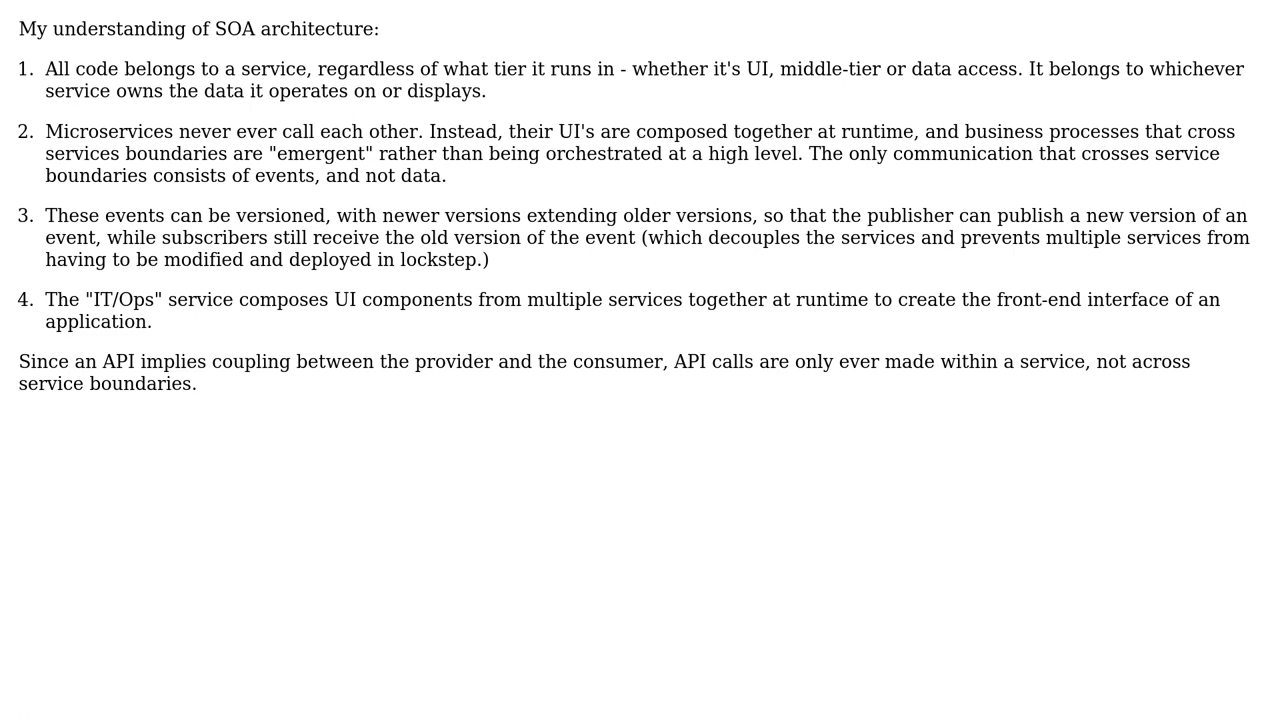 My understanding of SOA architecture:
1. All code belongs to a service, regardless of what tier it runs in - whether it's UI, middle-tier or data access. It belongs to whichever
service owns the data it operates on or displays.
2. Microservices never ever call each other. Instead, their UI's are composed together at runtime, and business processes that cross
services boundaries are "emergent" rather than being orchestrated at a high level. The only communication that crosses service
boundaries consists of events, and not data.
3. These events can be versioned, with newer versions extending older versions, so that the publisher can publish a new version of an
event, while subscribers still receive the old version of the event (which decouples the services and prevents multiple services from
having to be modified and deployed in lockstep.)
4. The "IT/Ops" service composes UI components from multiple services together at runtime to create the front-end interface of an
application.
Since an API implies coupling between the provider and the consumer, API calls are only ever made within a service, not across
service boundaries.